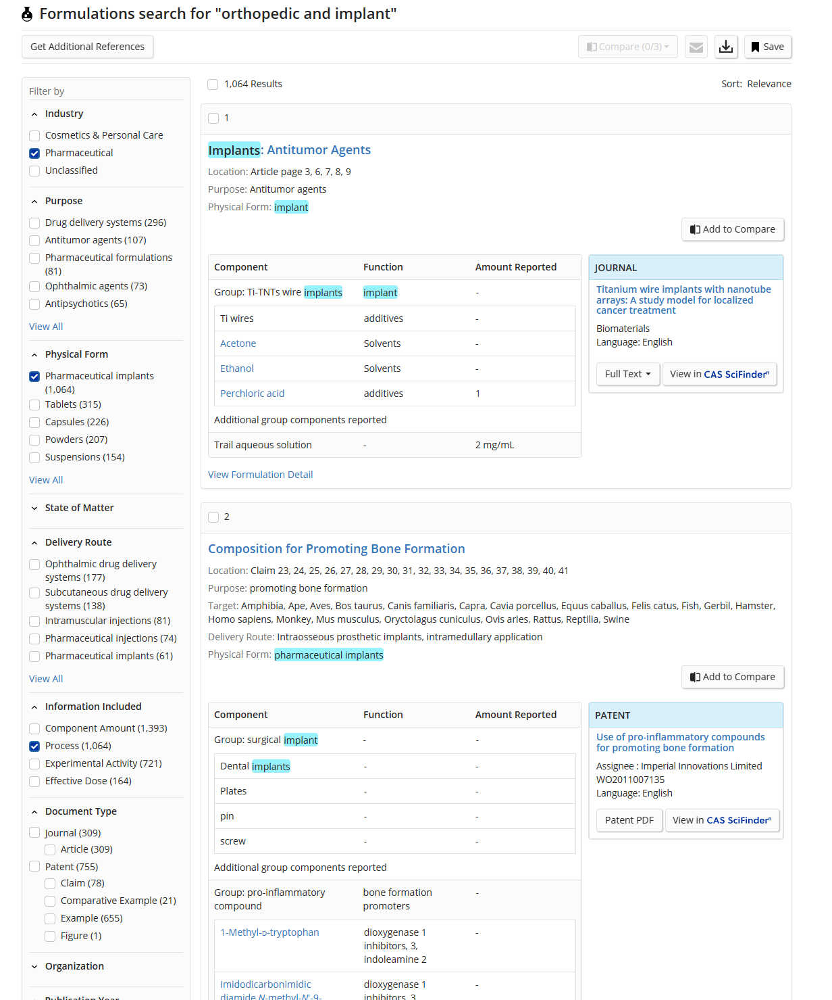 Formulations search for "orthopedic and implant"
Get Additional References
Compare (0/3)
Save
Filter by
Industry
Cosmetics & Personal Care
Pharmaceutical
Unclassified
Purpose
Drug delivery systems (296)
Antitumor agents (107)
Pharmaceutical formulations
(81)
Ophthalmic agents (73)
Antipsychotics (65)
View All
Physical Form
Pharmaceutical implants
(1,064)
Tablets (315)
Capsules (226)
Powders (207)
Suspensions (154)
View All
State of Matter
Delivery Route
Ophthalmic drug delivery
systems (177)
Subcutaneous drug delivery
systems (138)
Intramuscular injections (81)
Pharmaceutical injections (74)
Pharmaceutical implants (61)
View All
Information Included
Component Amount (1,393)
Process (1,064)
Experimental Activity (721)
Effective Dose (164)
Document Type
Journal (309)
Article (309)
Patent (755)
Claim (78)
Comparative Example (21)
Example (655)
Figure (1)
Organization
Publication Year
1,064 Results
Sort: Relevance
1
Implants: Antitumor Agents
Location: Article page 3, 6, 7, 8, 9
Purpose: Antitumor agents
Physical Form: implant
Add to Compare
Component Function Amount Reported
Group: Ti-TNTs wire implants implant -
Ti wires additives -
Acetone Solvents -
Ethanol Solvents -
Perchloric acid additives 1
Additional group components reported
Trail aqueous solution - 2 mg/mL
JOURNAL
Titanium wire implants with nanotube
arrays: A study model for localized
cancer treatment
Biomaterials
Language: English
Full Text View in CAS SciFinderⁿ
View Formulation Detail
2
Composition for Promoting Bone Formation
Location: Claim 23, 24, 25, 26, 27, 28, 29, 30, 31, 32, 33, 34, 35, 36, 37, 38, 39, 40, 41
Purpose: promoting bone formation
Target: Amphibia, Ape, Aves, Bos taurus, Canis familiaris, Capra, Cavia porcellus, Equus caballus, Felis catus, Fish, Gerbil, Hamster,
Homo sapiens, Monkey, Mus musculus, Oryctolagus cuniculus, Ovis aries, Rattus, Reptilia, Swine
Delivery Route: Intraosseous prosthetic implants, intramedullary application
Physical Form: pharmaceutical implants
Add to Compare
Component Function Amount Reported
Group: surgical implant - -
Dental implants - -
Plates - -
pin - -
screw - -
Additional group components reported
Group: pro-inflammatory bone formation -
compound promoters
1-Methyl-D-tryptophan dioxygenase 1 -
inhibitors, 3,
indoleamine 2
Imidodicarbonimidic dioxygenase 1 -
diamide N-methyl-N'-9- inhibitors, 3
PATENT
Use of pro-inflammatory compounds
for promoting bone formation
Assignee : Imperial Innovations Limited
WO2011007135
Language: English
Patent PDF View in CAS SciFinderⁿ